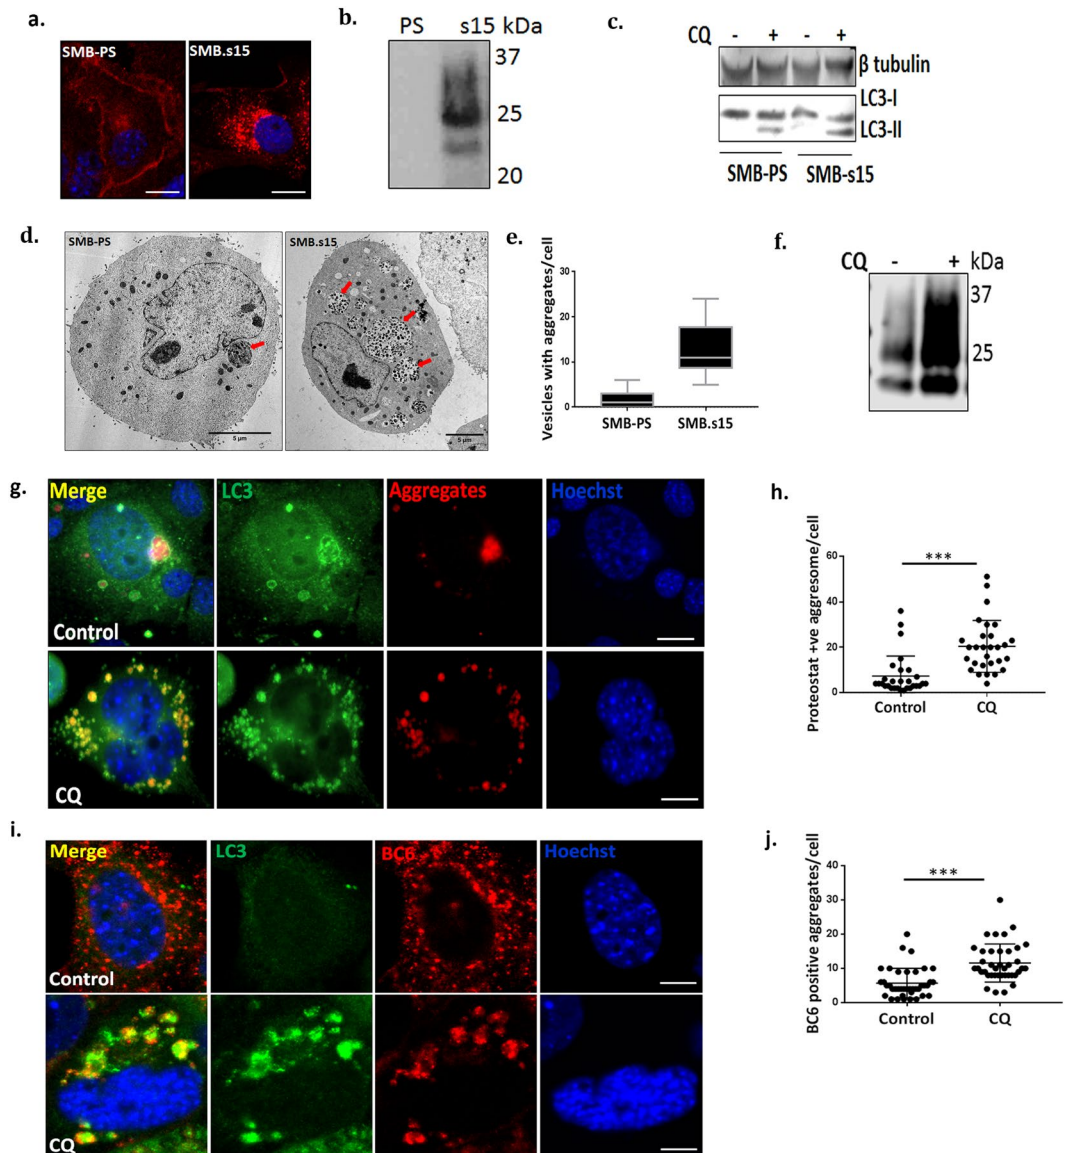 a.
SMB-PS
SMB.s15
b.
PS s15 kDa
37
25
20
c.
CQ - + - +
β tubulin
LC3-I
LC3-II
SMB-PS SMB-s15
d.
SMB-PS
5 µm
SMB.s15
5 µm
e.
Vesicles with aggregates/cell
30
20
10
0
SMB-PS SMB.s15
f.
CQ - + kDa
37
25
g.
Merge LC3 Aggregates Hoechst
Control
CQ
h.
Proteostat +ve aggresome/cell
60
40
20
0
***
Control CQ
i.
Merge LC3 BC6 Hoechst
Control
CQ
j.
BC6 positive aggregates/cell
40
30
20
10
0
***
Control CQ